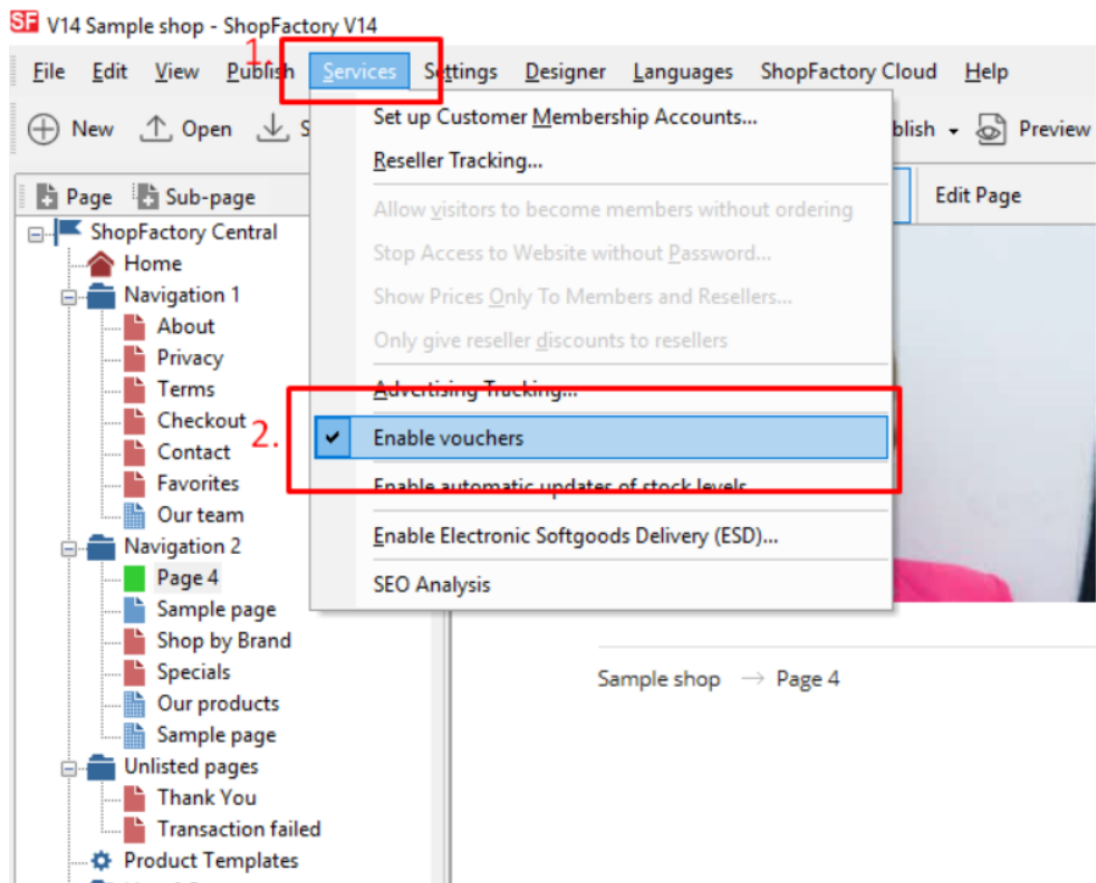 SF V14 Sample shop - ShopFactory V14
1.
File Edit View Publish Services Settings Designer Languages ShopFactory Cloud Help
New Open S blish Preview
Set up Customer Membership Accounts...
Reseller Tracking...
Allow visitors to become members without ordering
Stop Access to Website without Password...
Show Prices Only To Members and Resellers...
Only give reseller discounts to resellers
Advertising Tracking...
2.
Enable vouchers
Enable automatic updates of stock levels
Enable Electronic Softgoods Delivery (ESD)...
SEO Analysis
Page Sub-page
Edit Page
ShopFactory Central
Home
Navigation 1
About
Privacy
Terms
Checkout
Contact
Favorites
Our team
Navigation 2
Page 4
Sample page
Shop by Brand
Specials
Our products
Sample page
Unlisted pages
Thank You
Transaction failed
Product Templates
Sample shop → Page 4